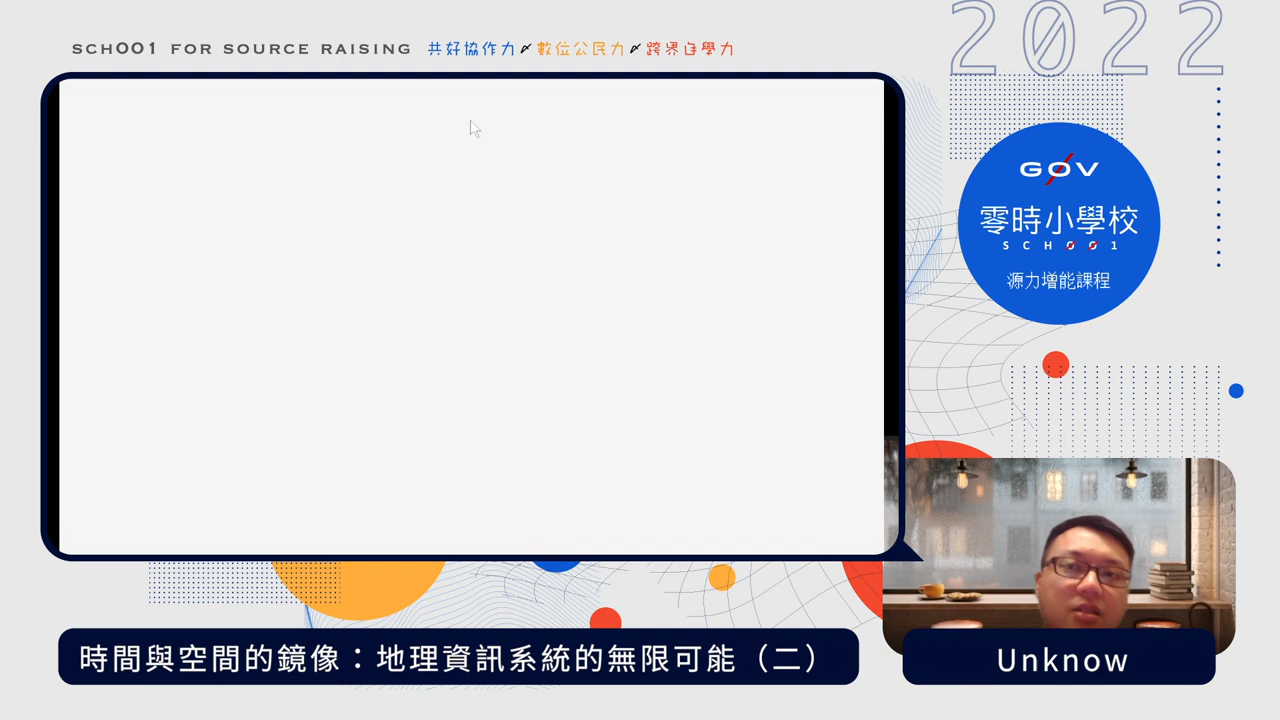 SCHOO1 FOR SOURCE RAISING 共好協作力 數位公民力 跨界自學力
2022
G0V
零時小學校
SCH001
源力增能課程
時間與空間的鏡像：地理資訊系統的無限可能（二）
Unknow